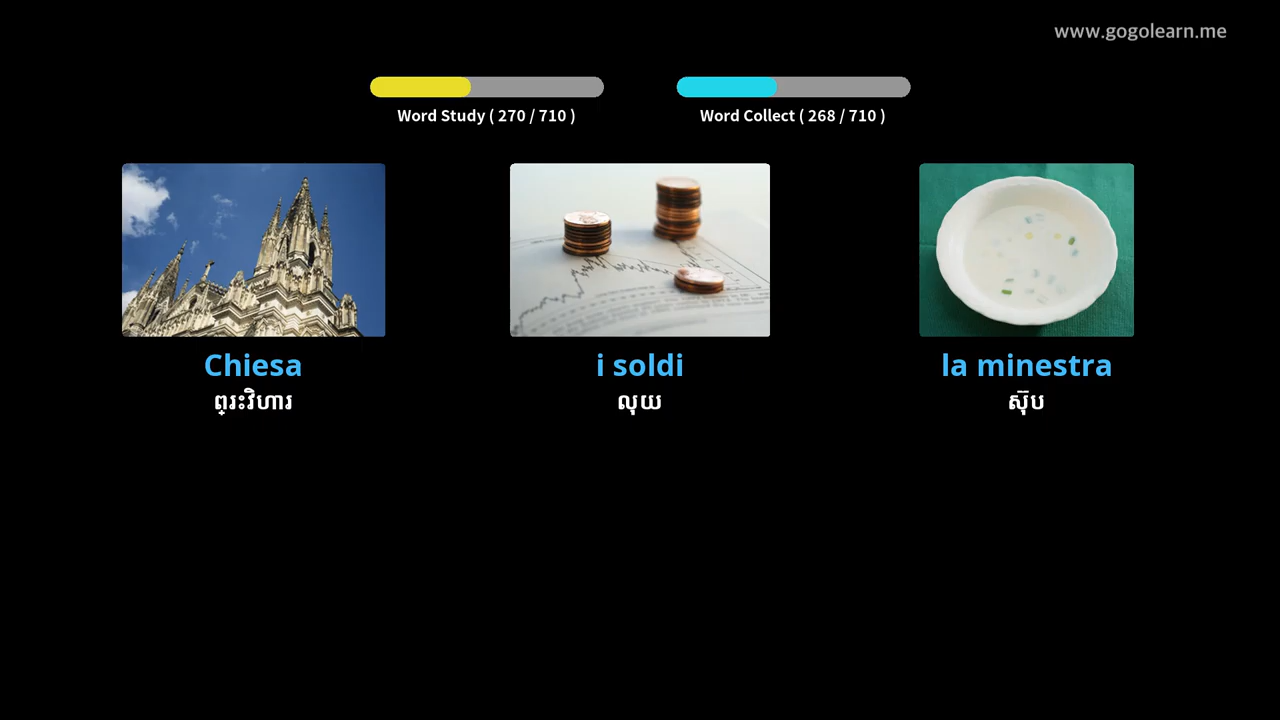 www.gogolearn.me
Word Study ( 270 / 710 )
Word Collect ( 268 / 710 )
Chiesa
ព្រះវិហារ
i soldi
លុយ
la minestra
ស៊ុប